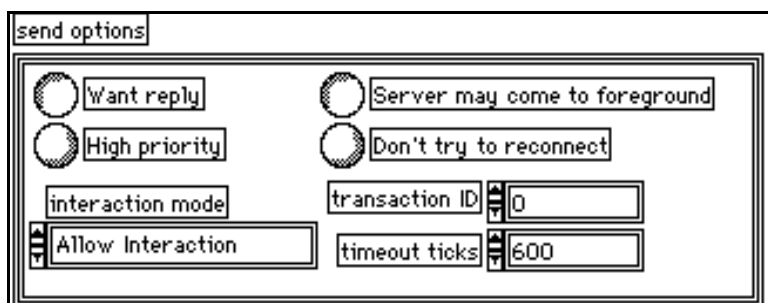 send options
Want reply
Server may come to foreground
High priority
Don't try to reconnect
interaction mode
transaction ID 0
Allow Interaction
timeout ticks 600